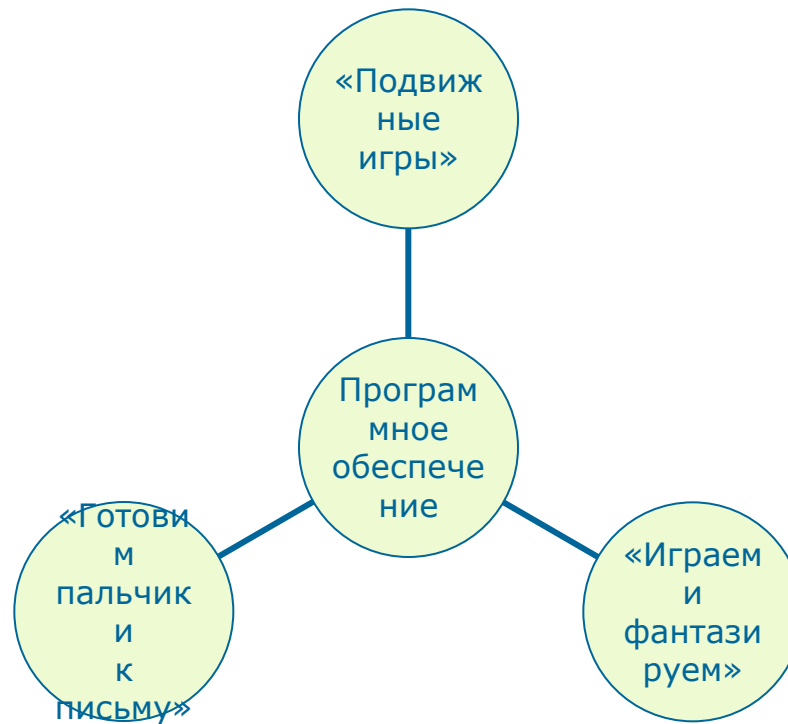 «Подвиж
ные
игры»
Програм
мное
обеспече
ние
«Готови
м
пальчик
и
к
письму»
«Играем
и
фантази
руем»